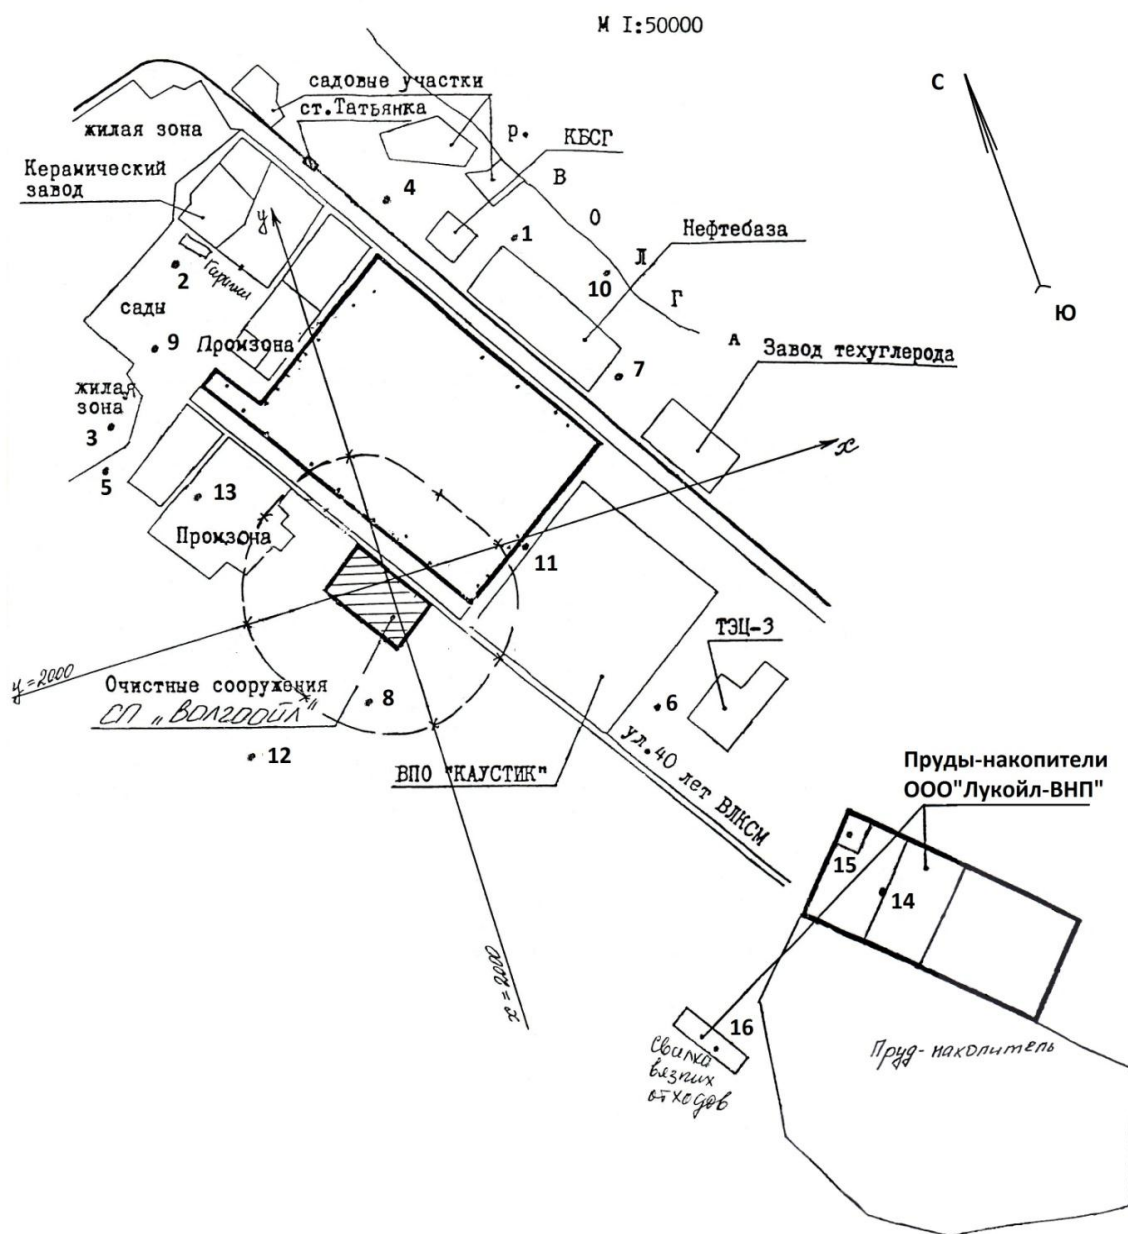 М I:50000
С
Ю
садовые участки
ст.Татьянка
жилая зона
р.
КБСГ
Керамический
завод
4
В
О
Л
Г
А
y
1
Нефтебаза
2
Гаражи
10
сады
9
Промзона
7
Завод техуглерода
жилая
зона
3
x
5
13
Промзона
11
ТЭЦ-3
y=2000
Очистные сооружения
СП „ВОЛГООЙЛ"
8
6
12
ВПО "КАУСТИК"
ул.40 лет ВЛКСМ
Пруды-накопители
ООО"Лукойл-ВНП"
15
14
x=2000
16
Свалка
вязких
отходов
Пруд-накопитель